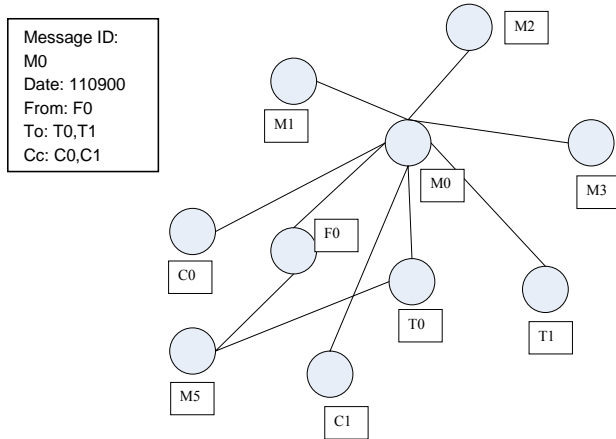 Message ID:
M0
Date: 110900
From: F0
To: T0,T1
Cc: C0,C1
M2
M1
M0
M3
F0
C0
T0
T1
M5
C1